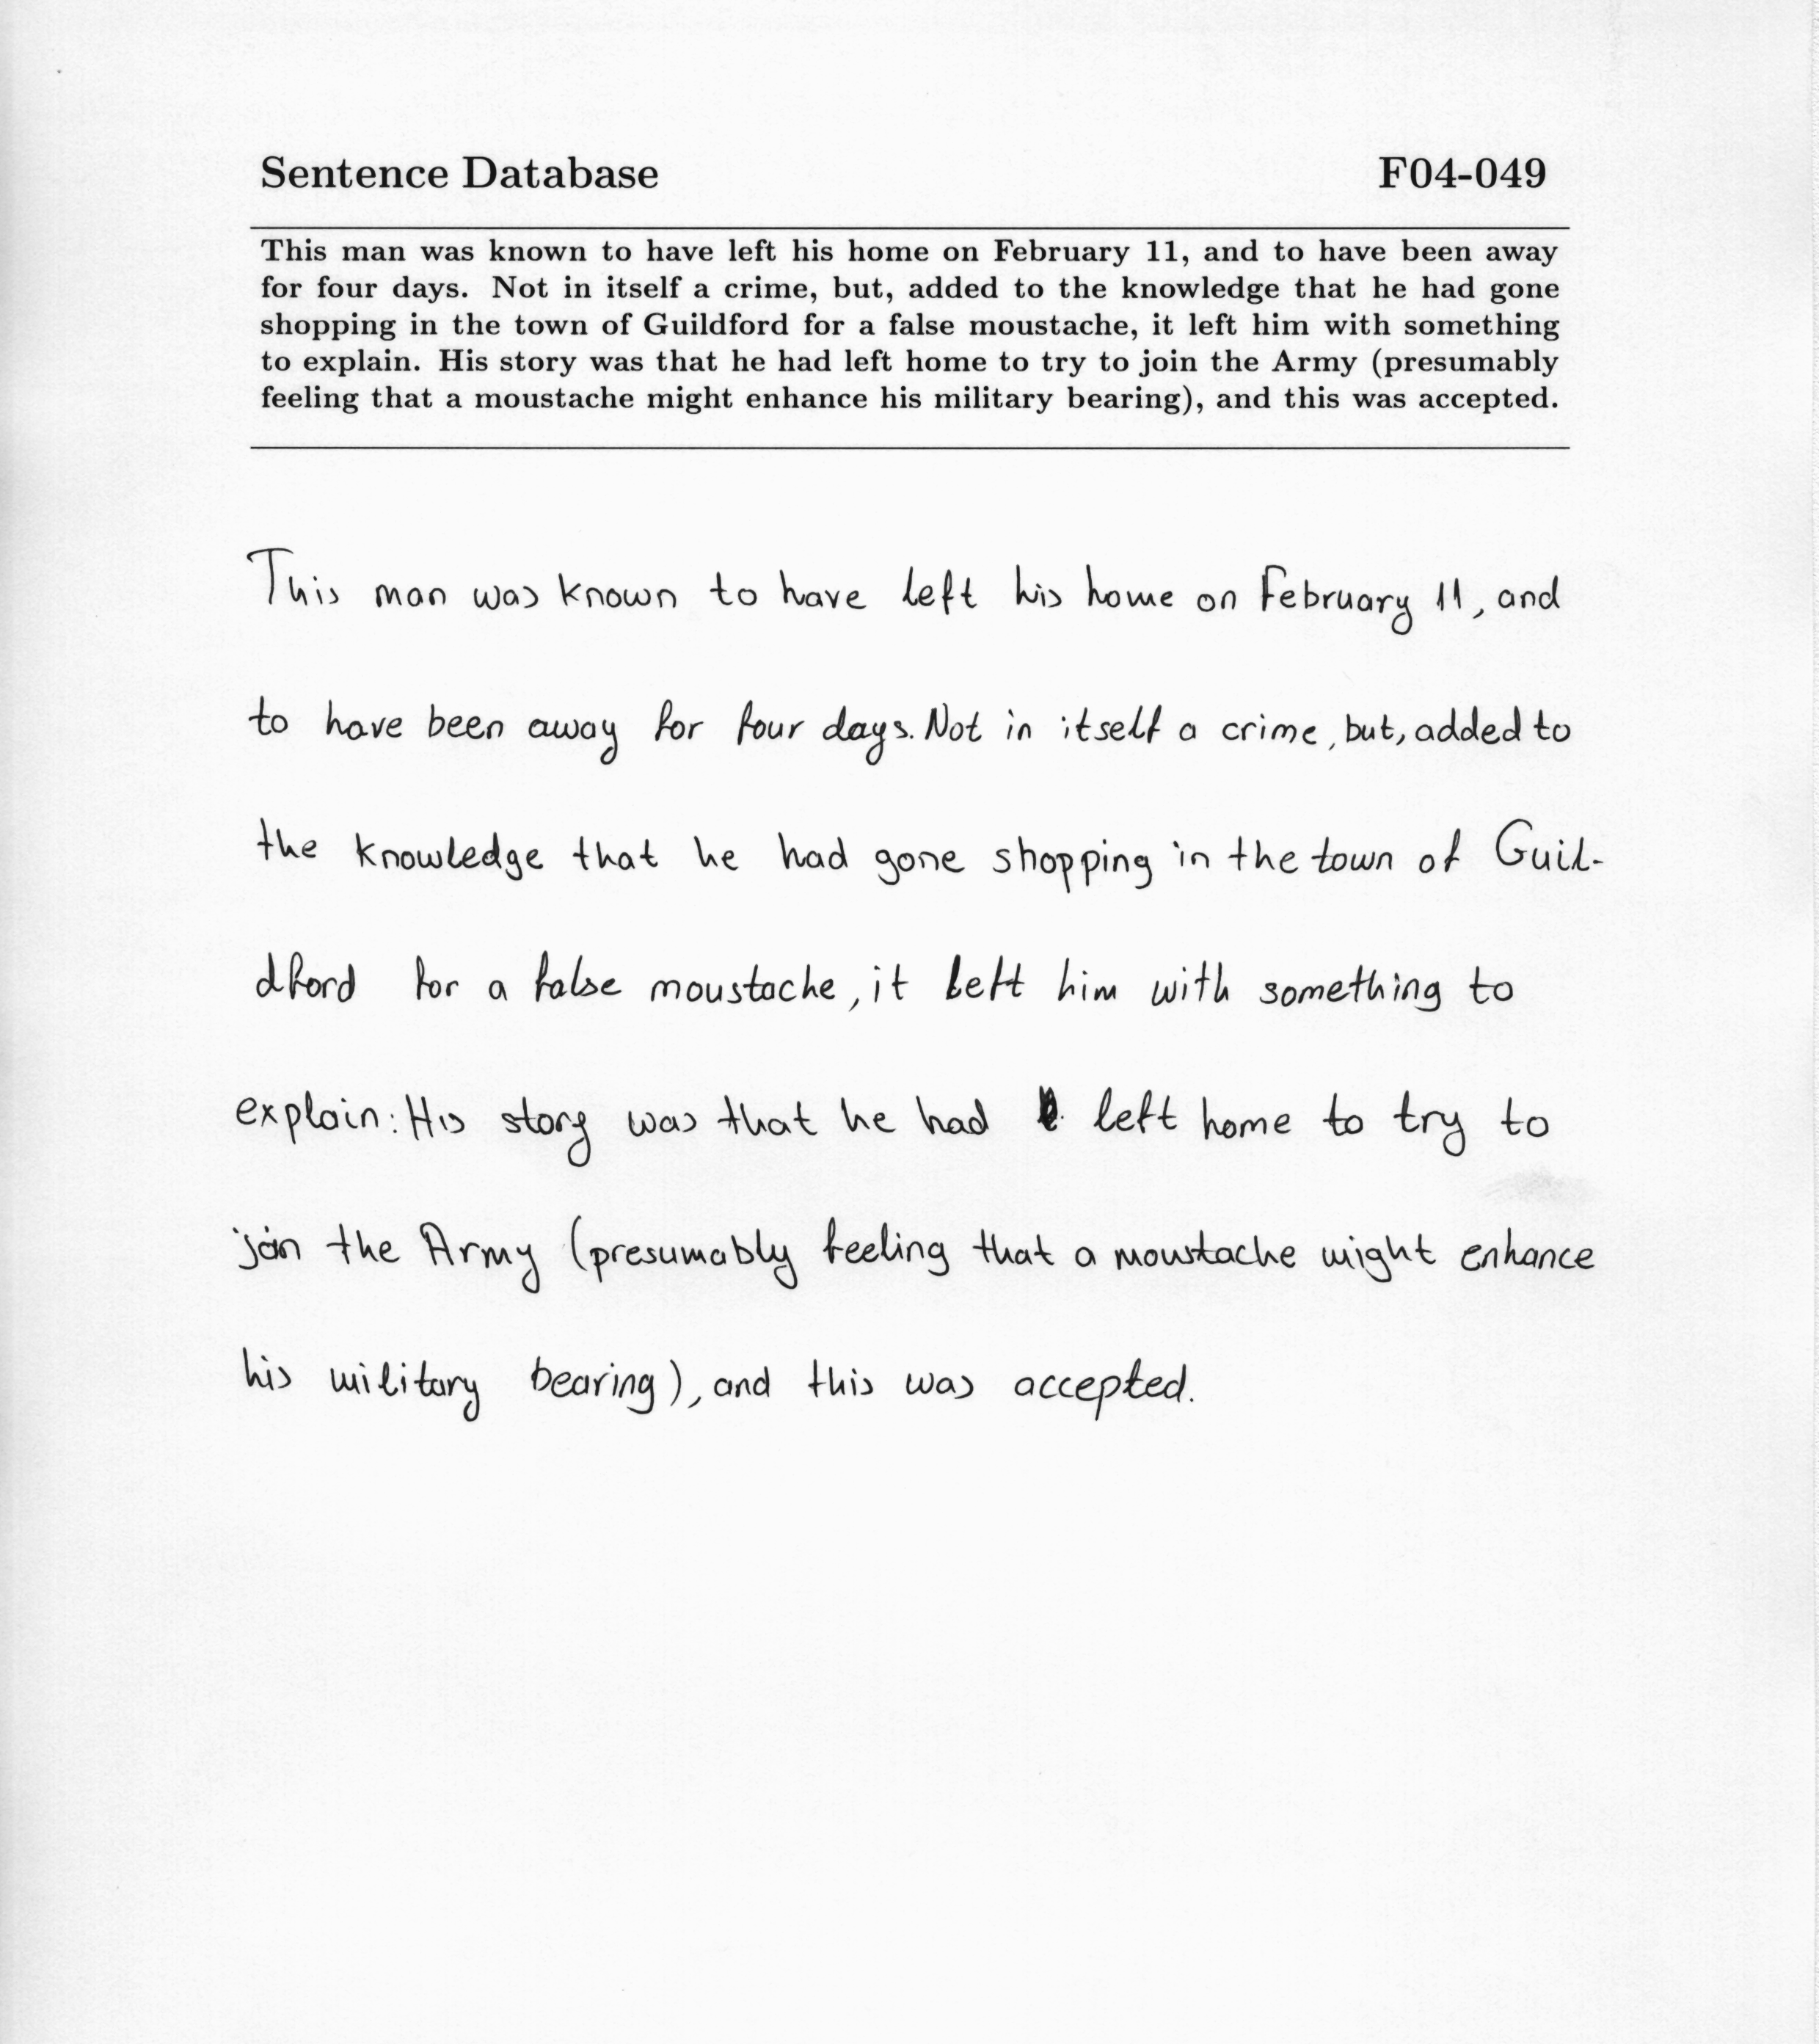 Sentence Database F04-049
This man was known to have left his home on February 11, and to have been away
for four days. Not in itself a crime, but, added to the knowledge that he had gone
shopping in the town of Guildford for a false moustache, it left him with something
to explain. His story was that he had left home to try to join the Army (presumably
feeling that a moustache might enhance his military bearing), and this was accepted.
This man was known to have left his home on February 11, and
to have been away for four days. Not in itself a crime, but, added to
the knowledge that he had gone shopping in the town of Guil-
dford for a false moustache, it left him with something to
explain: His story was that he had left home to try to
join the Army (presumably feeling that a moustache might enhance
his military bearing), and this was accepted.